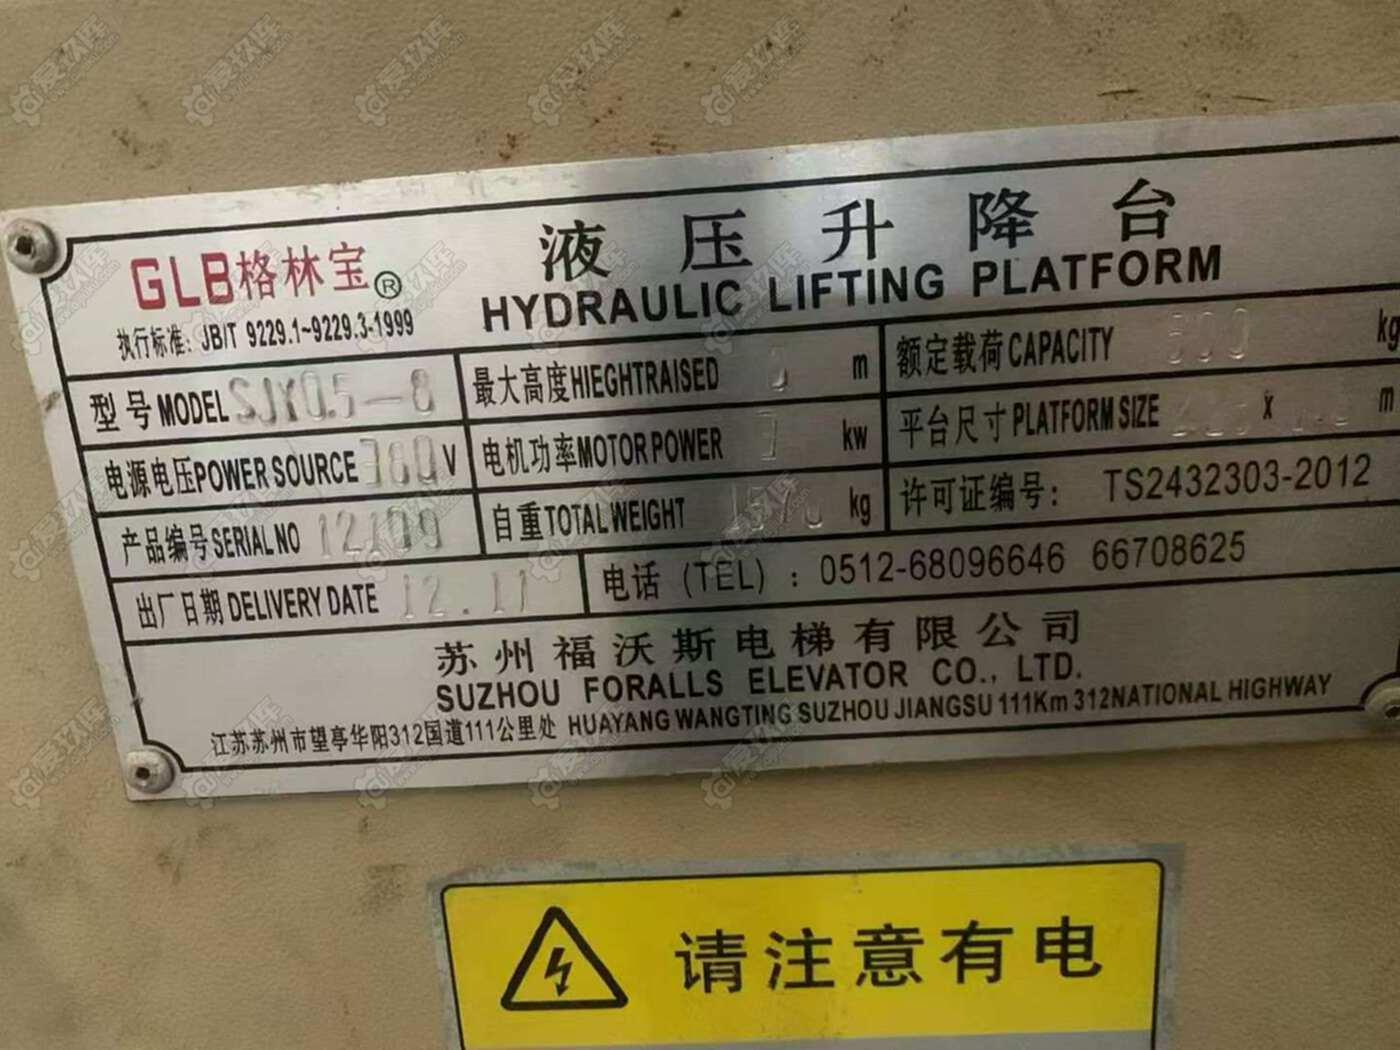 GLB格林宝®
执行标准: JB/T 9229.1~9229.3-1999
液压升降台
HYDRAULIC LIFTING PLATFORM
型号MODEL SJY0.5-8
最大高度HIEGHTRAISED m
额定载荷CAPACITY 500 kg
电源电压POWER SOURCE 380 V
电机功率MOTOR POWER 3 kw
平台尺寸PLATFORM SIZE x m
产品编号SERIAL NO 12109
自重TOTAL WEIGHT kg
许可证编号: TS2432303-2012
出厂日期DELIVERY DATE 12.11
电话 (TEL) : 0512-68096646 66708625
苏州福沃斯电梯有限公司
SUZHOU FORALLS ELEVATOR CO., LTD.
江苏苏州市望亭华阳312国道111公里处 HUAYANG WANGTING SUZHOU JIANGSU 111Km 312NATIONAL HIGHWAY
请注意有电